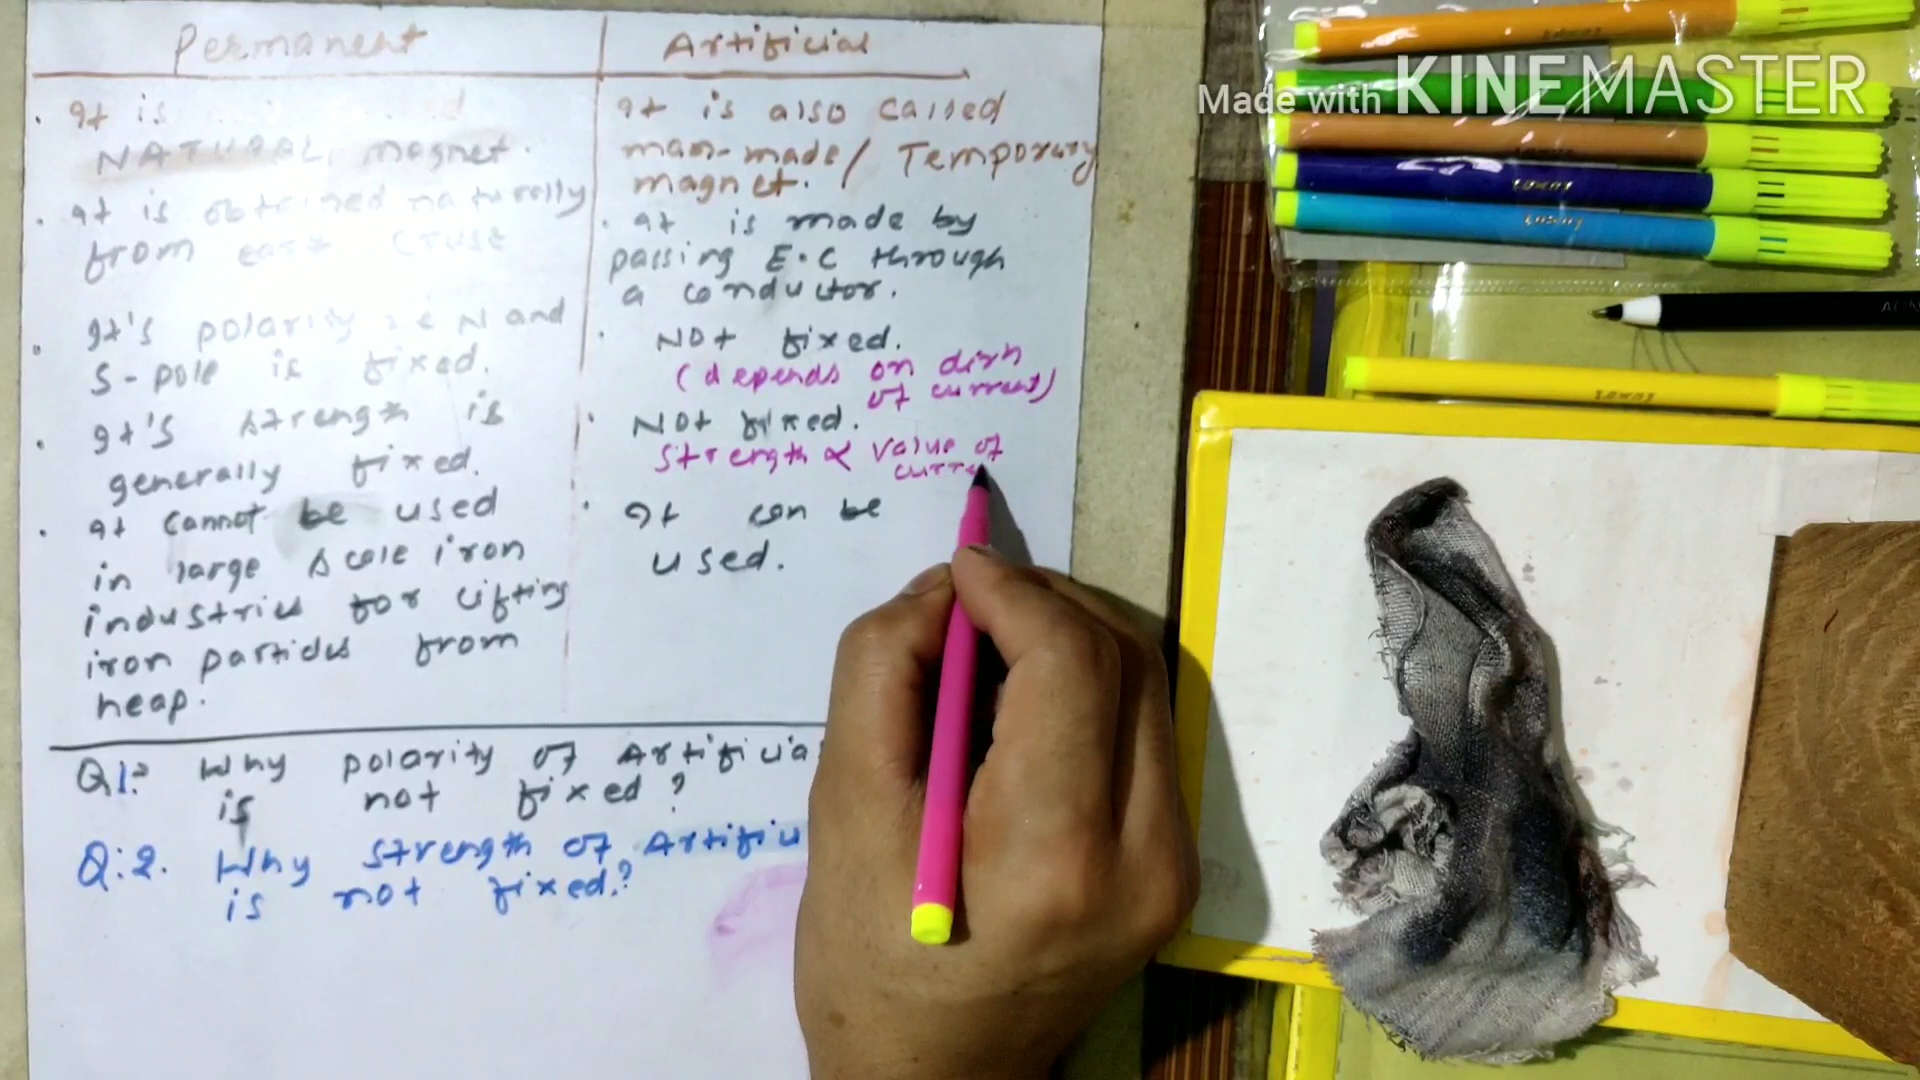 Permanent
It is
NATURAL magnet.
It is obtained naturally
from crust
It's polarity i.e N and
S-pole is fixed.
It's strength is
generally fixed.
It cannot be used
in large scale iron
industries for lifting
iron particles from
heap.
Artificial
It is also called
man-made/ Temporary
magnet.
It is made by
passing E.C through
a conductor.
Not fixed.
(depends on dirn
of current)
Not fixed.
Strength ∝ value of
curre
It can be
used.
Q1: Why polarity of Artificial
is not fixed?
Q:2. Why strength of Artifici
is not fixed?
Made with KINEMASTER
Luxor